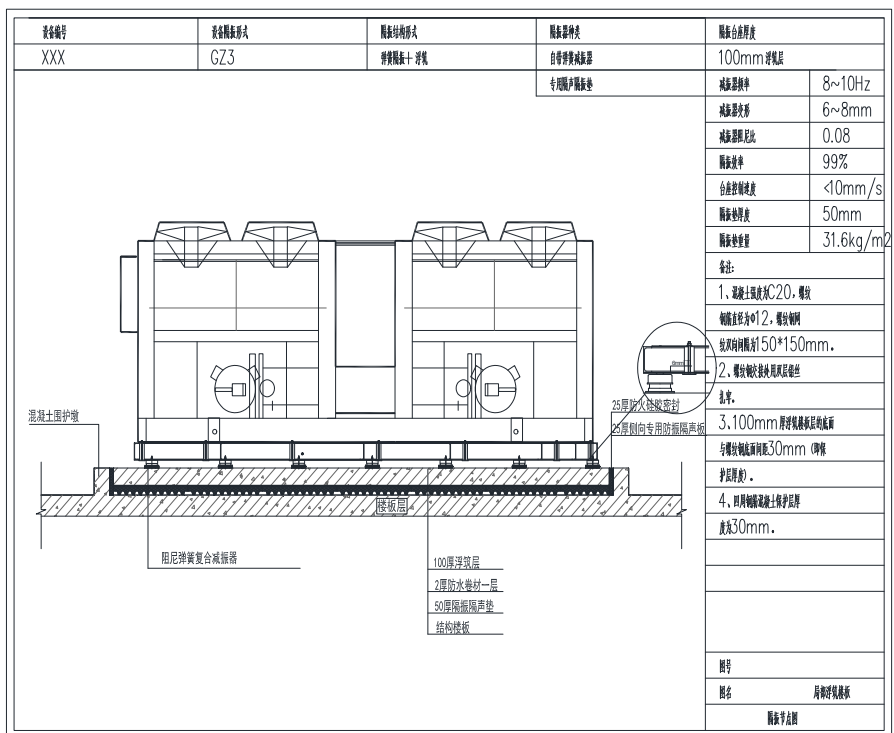 设备编号 设备隔振形式 隔振结构形式 隔振器种类 隔振台座厚度
XXX GZ3 弹簧隔振+浮筑 自带弹簧减振器 100mm浮筑层
专用隔声隔振垫
减振器频率 8~10Hz
减振器变形 6~8mm
减振器阻尼比 0.08
隔振效率 99%
台座控制速度 <10mm/s
隔振垫厚度 50mm
隔振垫重量 31.6kg/m2
备注:
1、混凝土强度为C20,螺纹
钢筋直径为Φ12,螺纹钢网
纹双向间隔为150*150mm.
2、螺纹钢次接处用双层铅丝
扎牢.
3、100mm厚浮筑楼板层的底面
与螺纹钢底面间距30mm(即保
护层厚度).
4、四周钢筋混凝土保护层厚
度为30mm.
混凝土围护墩
25厚防火硅胶密封
25厚侧向专用防振隔声板
楼板层
阻尼弹簧复合减振器
100厚浮筑层
2厚防水卷材一层
50厚隔振隔声垫
结构楼板
图号
图名 局部浮筑楼板
隔振节点图